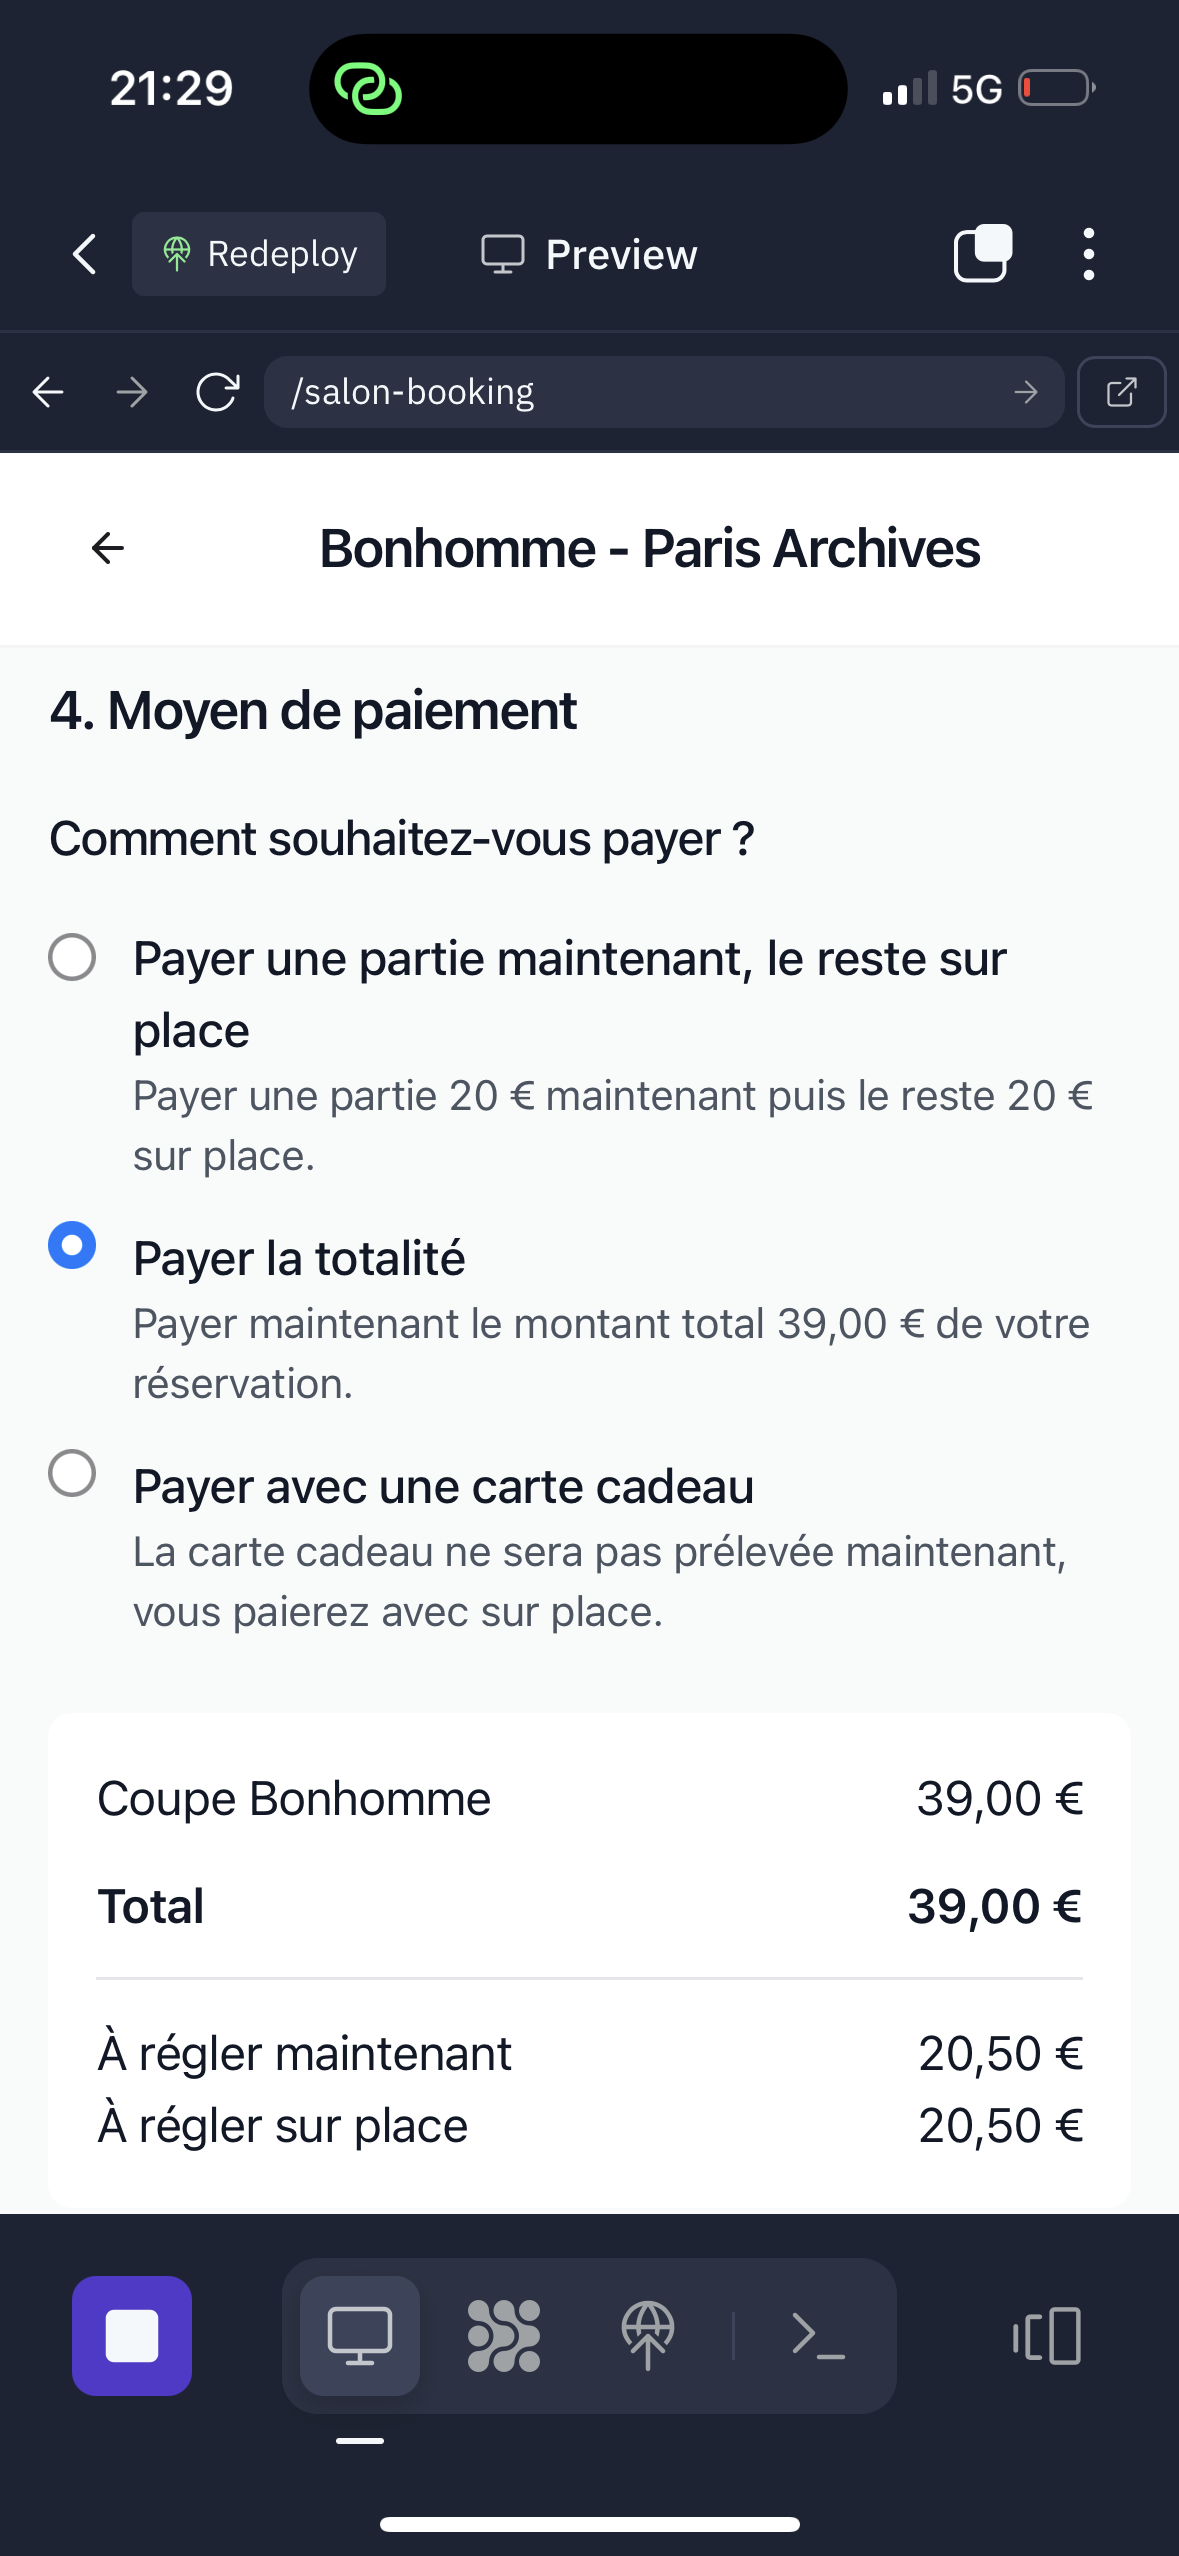 21:29
5G
Redeploy
Preview
/salon-booking
Bonhomme - Paris Archives
4. Moyen de paiement
Comment souhaitez-vous payer ?
Payer une partie maintenant, le reste sur
place
Payer une partie 20 € maintenant puis le reste 20 €
sur place.
Payer la totalité
Payer maintenant le montant total 39,00 € de votre
réservation.
Payer avec une carte cadeau
La carte cadeau ne sera pas prélevée maintenant,
vous paierez avec sur place.
Coupe Bonhomme 39,00 €
Total 39,00 €
À régler maintenant 20,50 €
À régler sur place 20,50 €